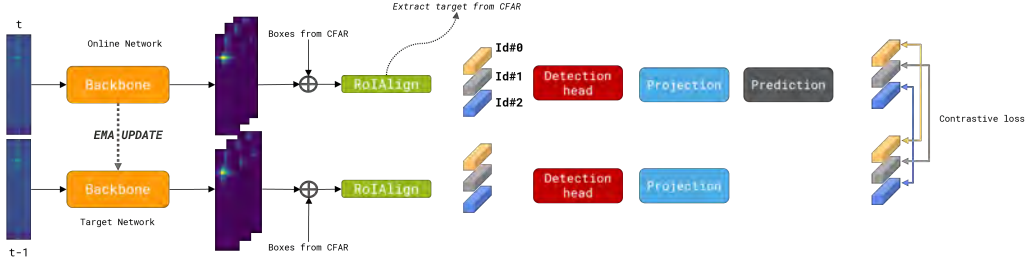 Extract target from CFAR
t
Online Network
Boxes from CFAR
Backbone
RoIAlign
Id#0
Id#1
Id#2
Detection
head
Projection
Prediction
Contrastive loss
EMA UPDATE
Backbone
RoIAlign
Detection
head
Projection
Target Network
Boxes from CFAR
t-1